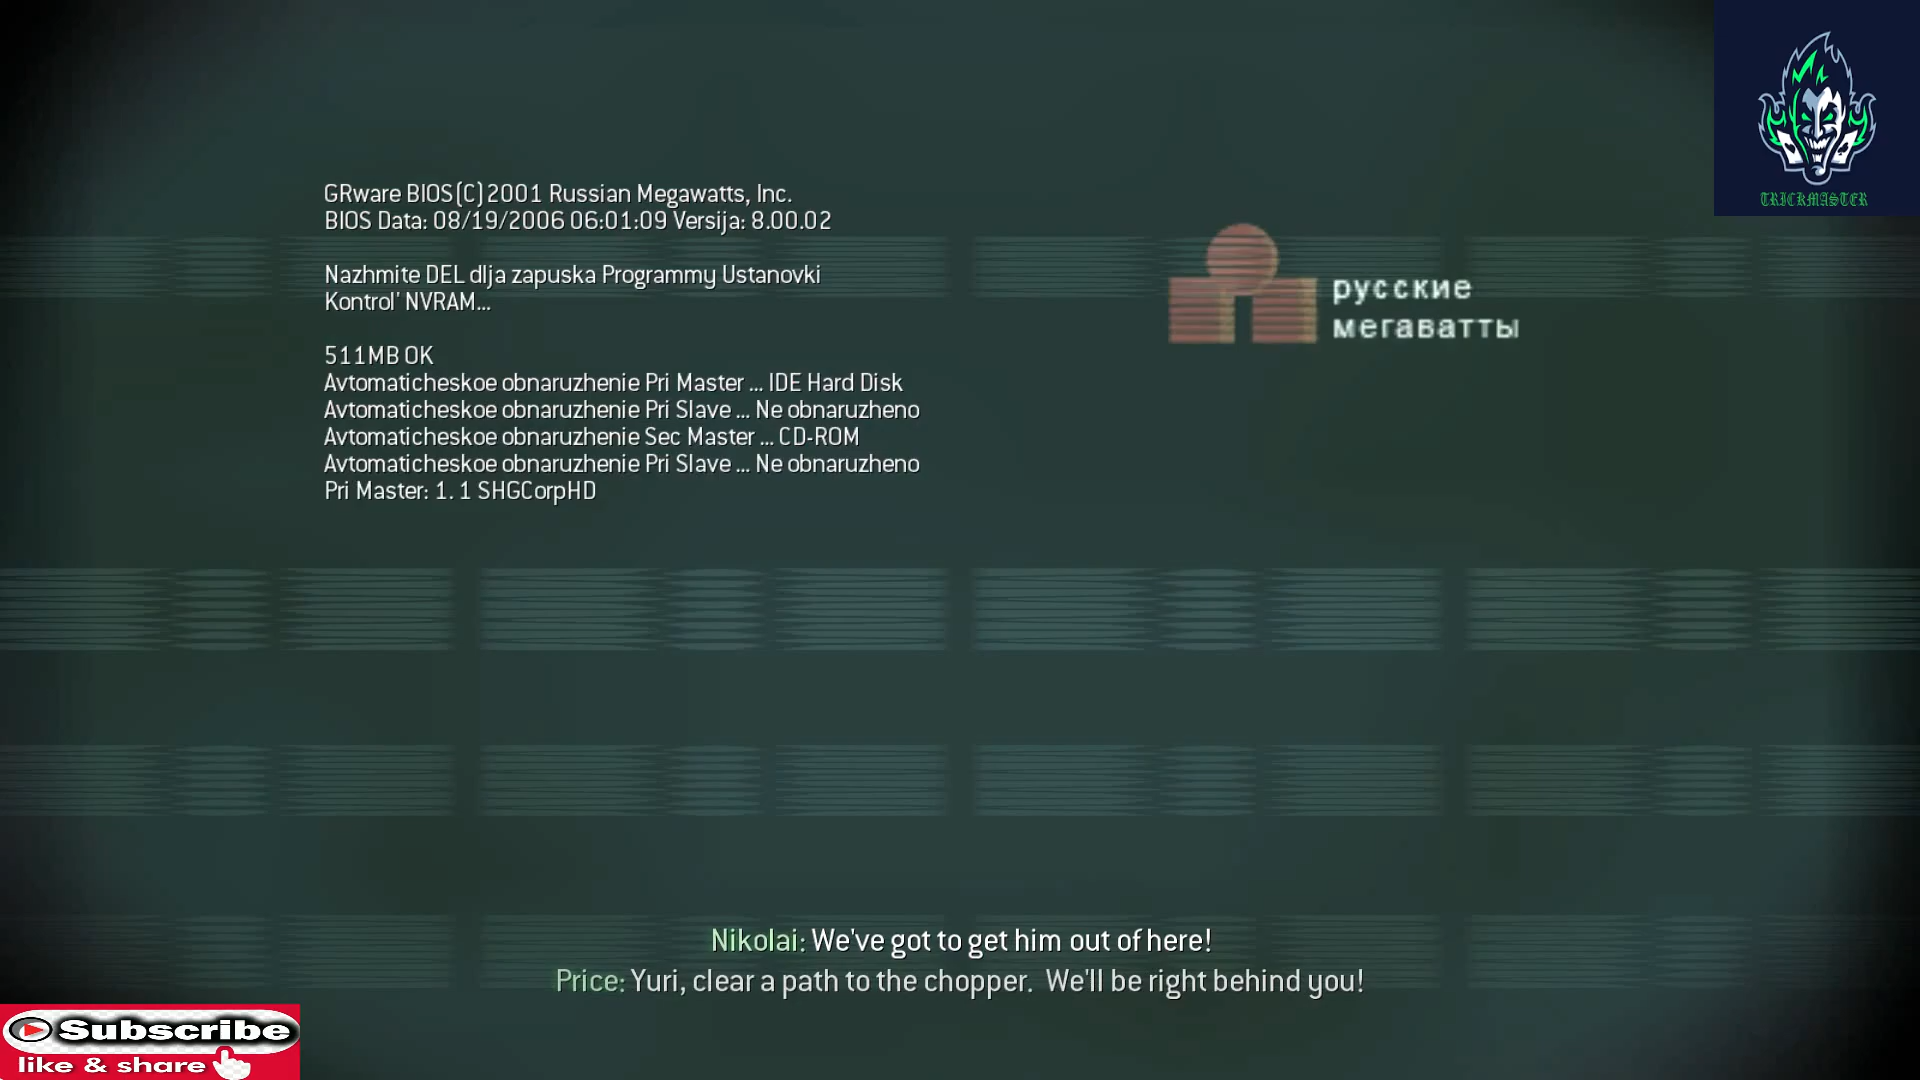 GRware BIOS(C)2001 Russian Megawatts, Inc.
BIOS Data: 08/19/2006 06:01:09 Versija: 8.00.02
Nazhmite DEL dlja zapuska Programmy Ustanovki
Kontrol' NVRAM...
511MB OK
Avtomaticheskoe obnaruzhenie Pri Master ... IDE Hard Disk
Avtomaticheskoe obnaruzhenie Pri Slave ... Ne obnaruzheno
Avtomaticheskoe obnaruzhenie Sec Master ... CD-ROM
Avtomaticheskoe obnaruzhenie Pri Slave ... Ne obnaruzheno
Pri Master: 1. 1 SHGCorpHD
русские
мегаватты
TRICKMASTER
Nikolai: We've got to get him out of here!
Price: Yuri, clear a path to the chopper. We'll be right behind you!
Subscribe
like & share